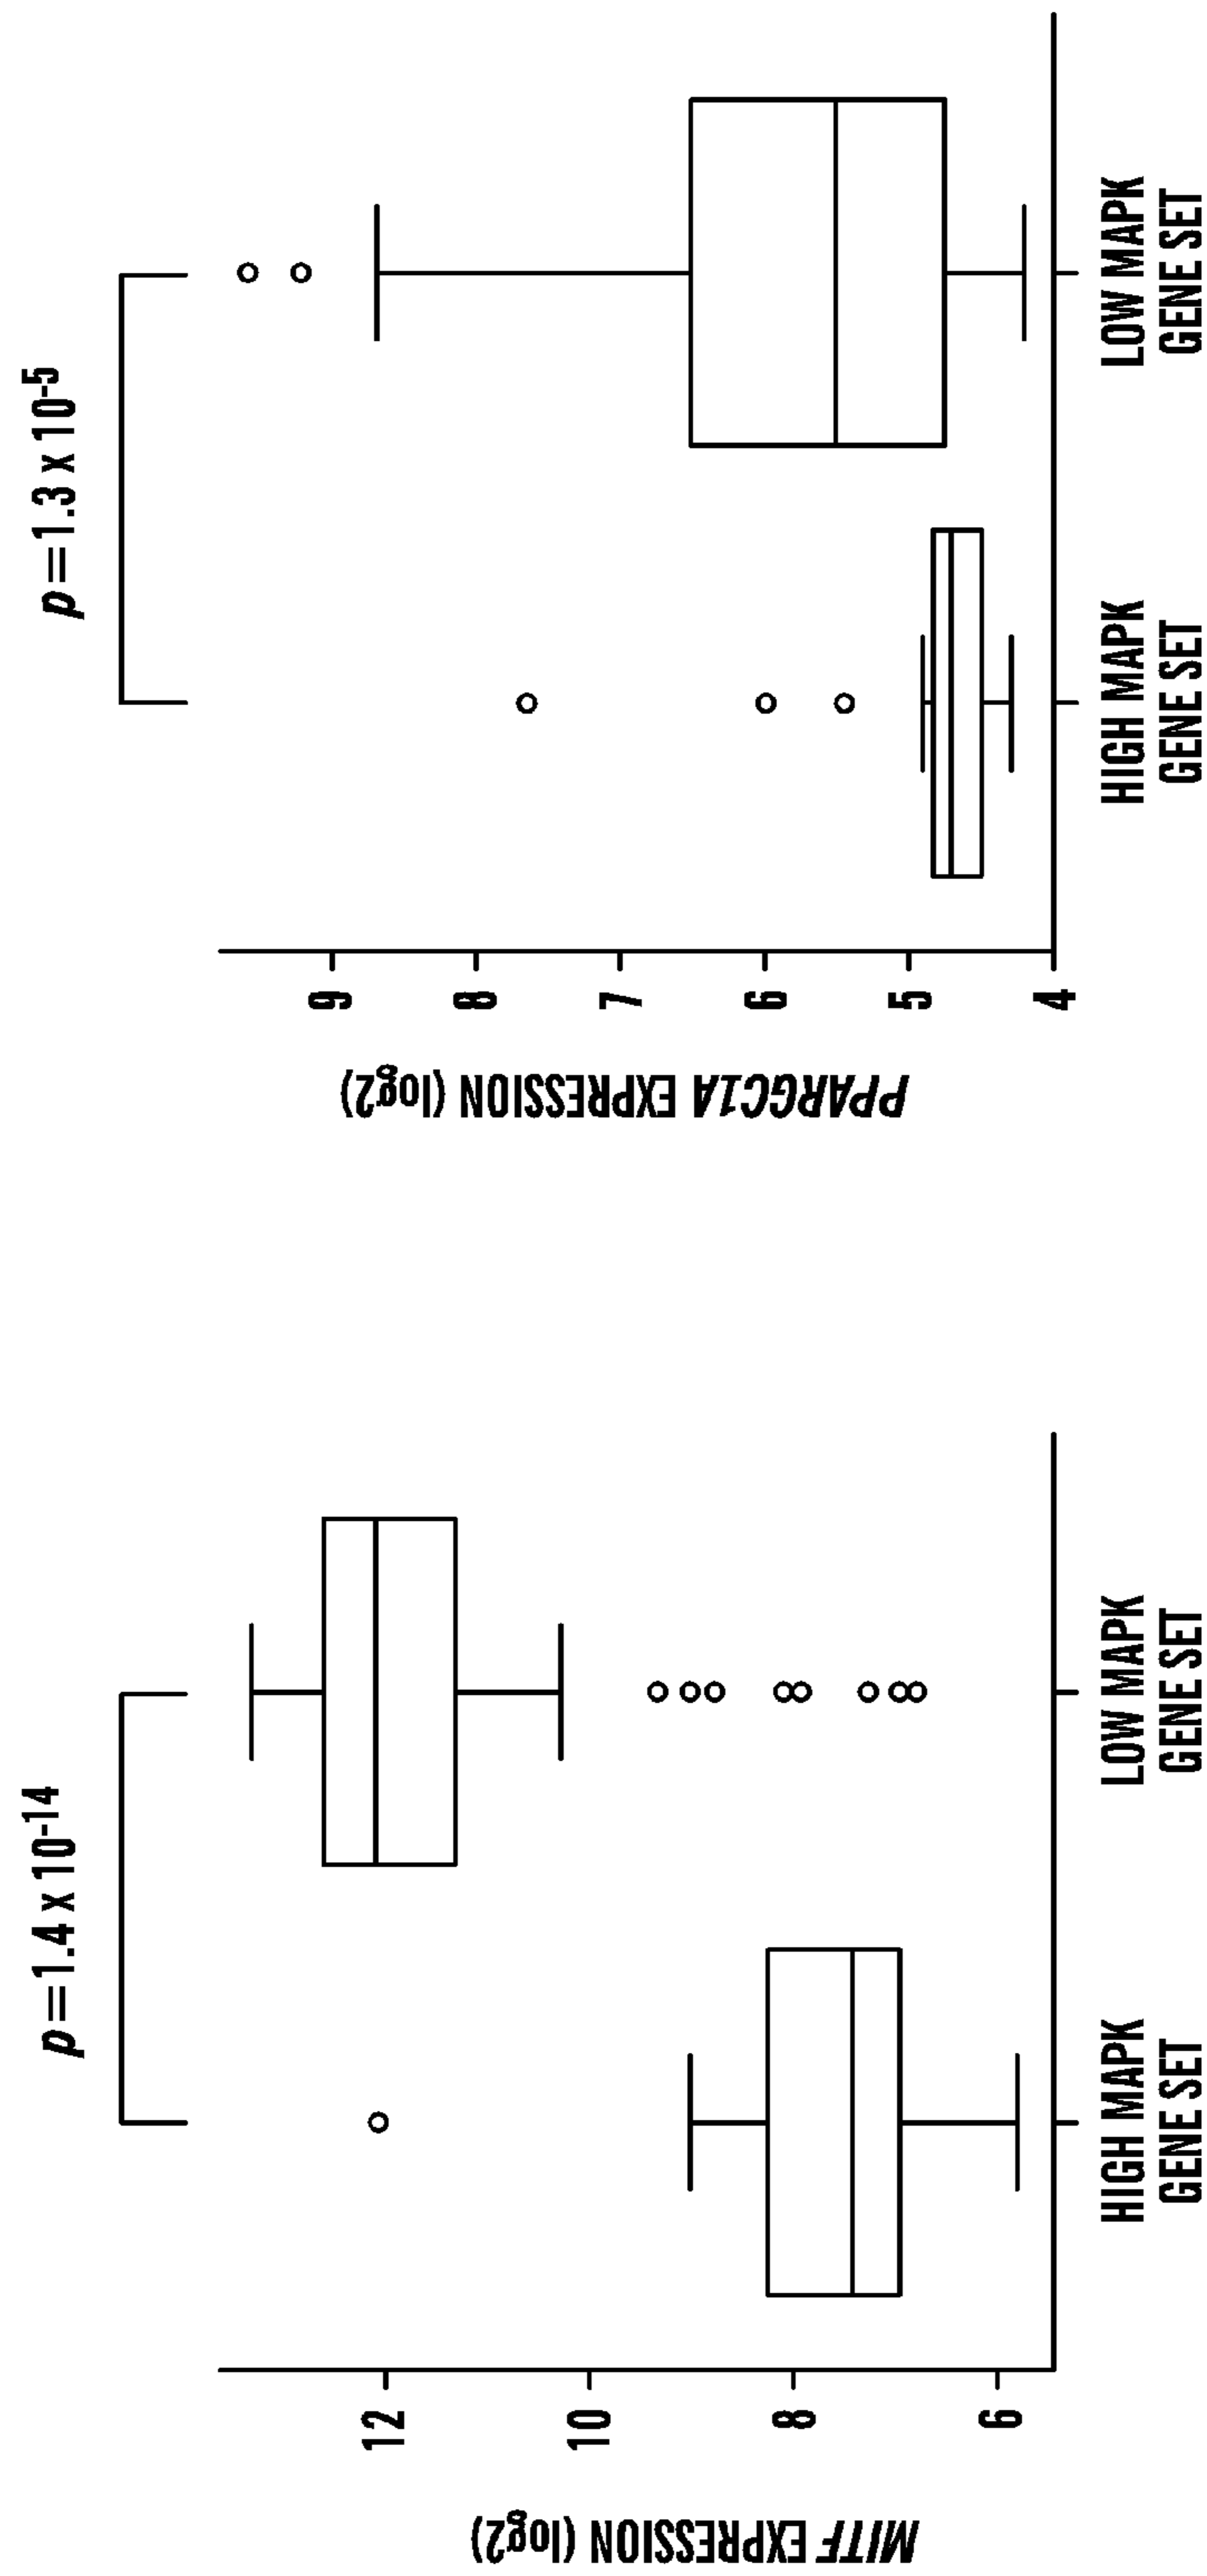 p=1.4 x 10-14
MITF EXPRESSION (log2)
12
10
8
6
HIGH MAPK
GENE SET
LOW MAPK
GENE SET
p=1.3 x 10-5
PPARGC1A EXPRESSION (log2)
9
8
7
6
5
4
HIGH MAPK
GENE SET
LOW MAPK
GENE SET